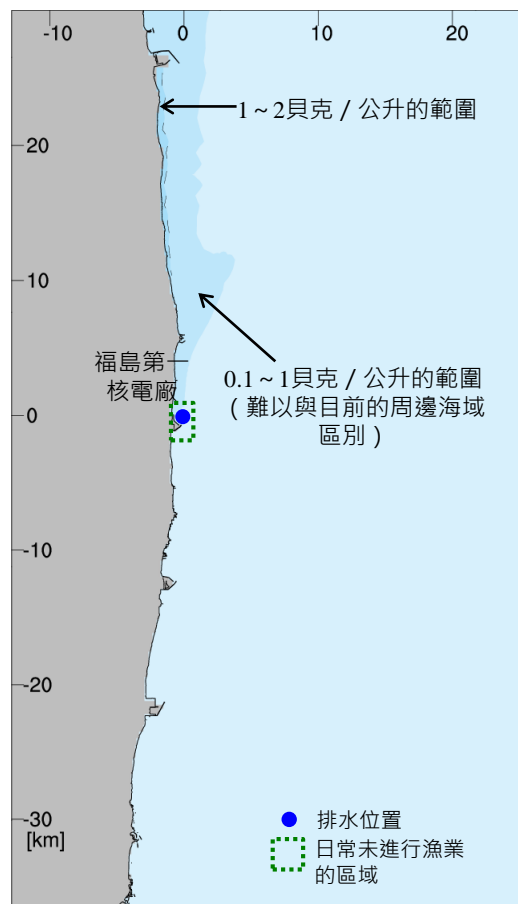 -10 0 10 20
1～2貝克 / 公升的範圍
20
10
福島第一
核電廠
0.1～1貝克 / 公升的範圍
( 難以與目前的周邊海域
區別 )
0
-10
-20
-30
[km]
排水位置
日常未進行漁業
的區域